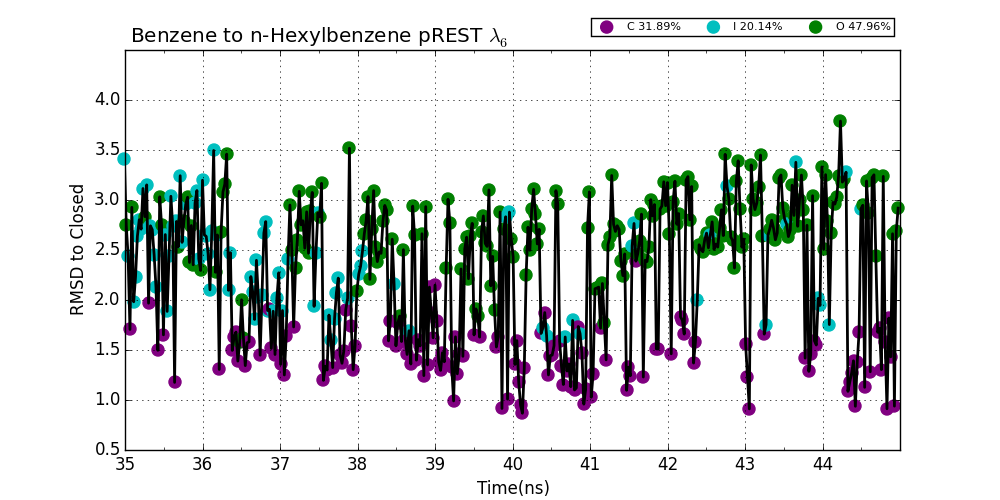 Benzene to n-Hexylbenzene pREST λ6
C 31.89% I 20.14% O 47.96%
RMSD to Closed
4.0
3.5
3.0
2.5
2.0
1.5
1.0
0.5
35 36 37 38 39 40 41 42 43 44
Time(ns)